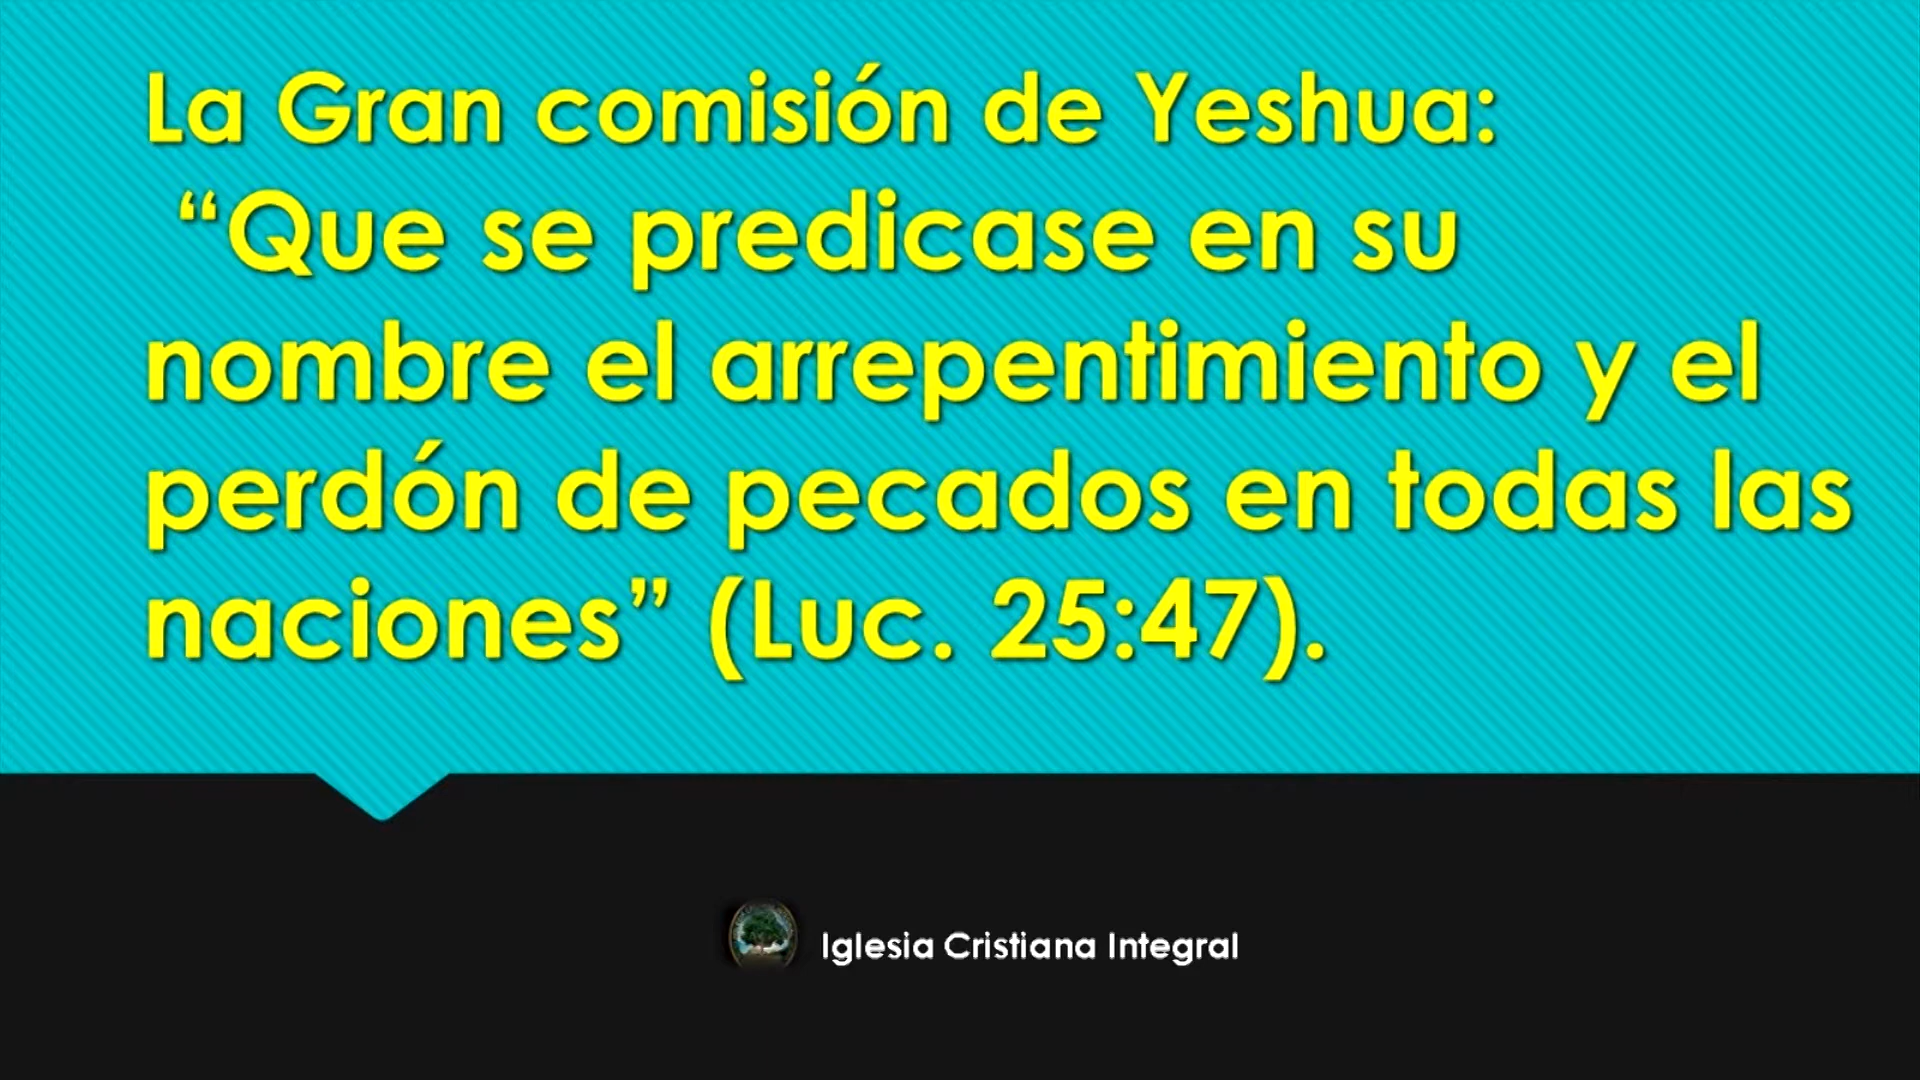 La Gran comisión de Yeshua:
“Que se predicase en su
nombre el arrepentimiento y el
perdón de pecados en todas las
naciones” (Luc. 25:47).
Iglesia Cristiana Integral